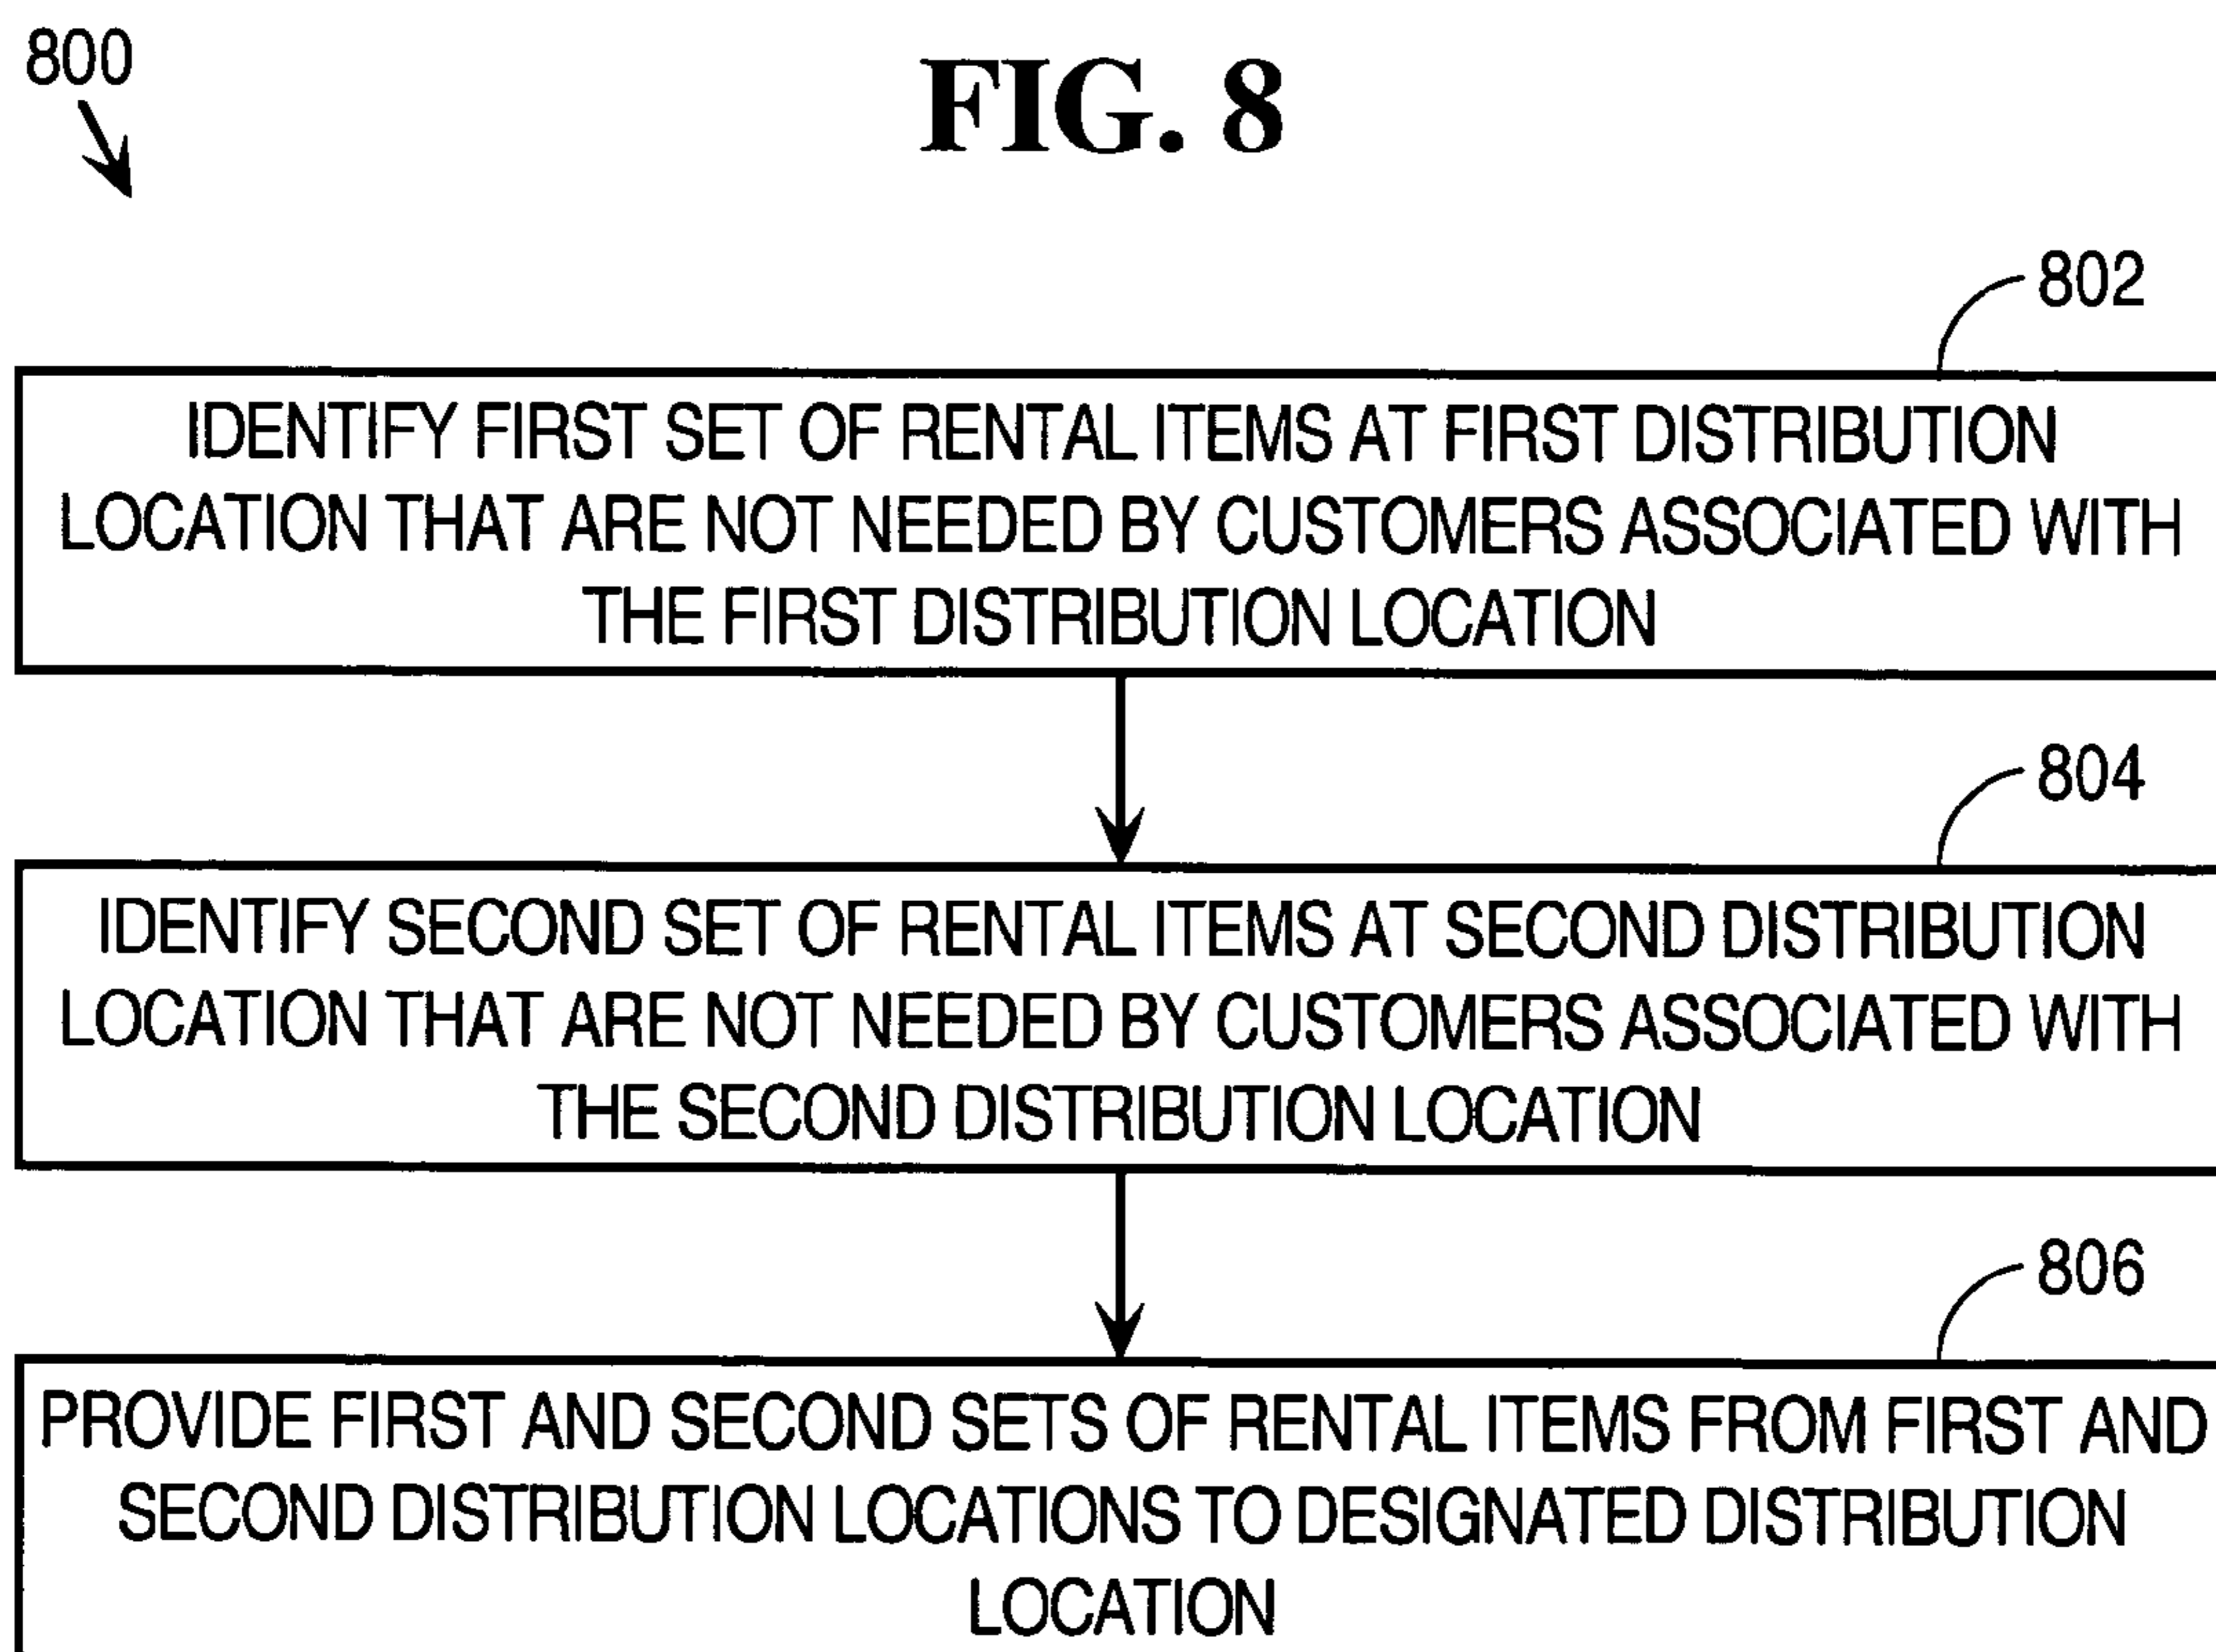 800
FIG. 8
802
IDENTIFY FIRST SET OF RENTAL ITEMS AT FIRST DISTRIBUTION
LOCATION THAT ARE NOT NEEDED BY CUSTOMERS ASSOCIATED WITH
THE FIRST DISTRIBUTION LOCATION
804
IDENTIFY SECOND SET OF RENTAL ITEMS AT SECOND DISTRIBUTION
LOCATION THAT ARE NOT NEEDED BY CUSTOMERS ASSOCIATED WITH
THE SECOND DISTRIBUTION LOCATION
806
PROVIDE FIRST AND SECOND SETS OF RENTAL ITEMS FROM FIRST AND
SECOND DISTRIBUTION LOCATIONS TO DESIGNATED DISTRIBUTION
LOCATION